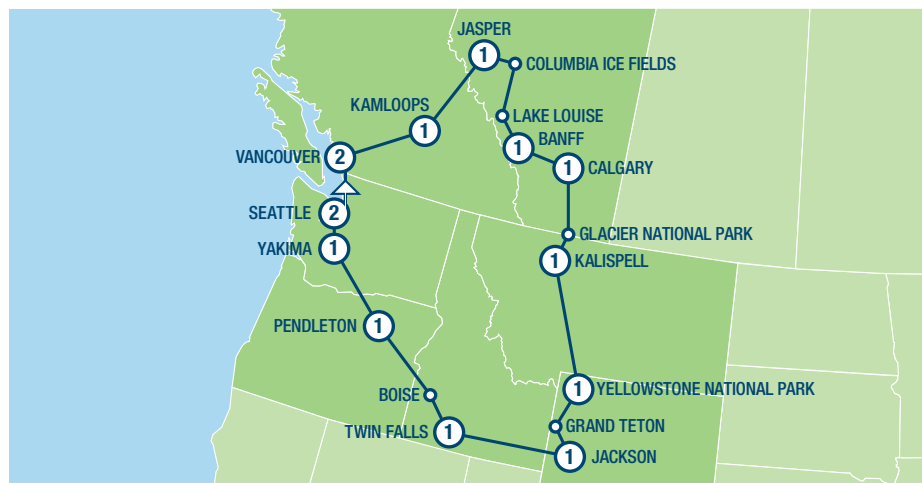 JASPER
1
COLUMBIA ICE FIELDS
KAMLOOPS
1
LAKE LOUISE
1
BANFF
VANCOUVER 2
1
CALGARY
SEATTLE 2
GLACIER NATIONAL PARK
YAKIMA 1
1 KALISPELL
PENDLETON 1
1 YELLOWSTONE NATIONAL PARK
BOISE
GRAND TETON
TWIN FALLS 1
1 JACKSON